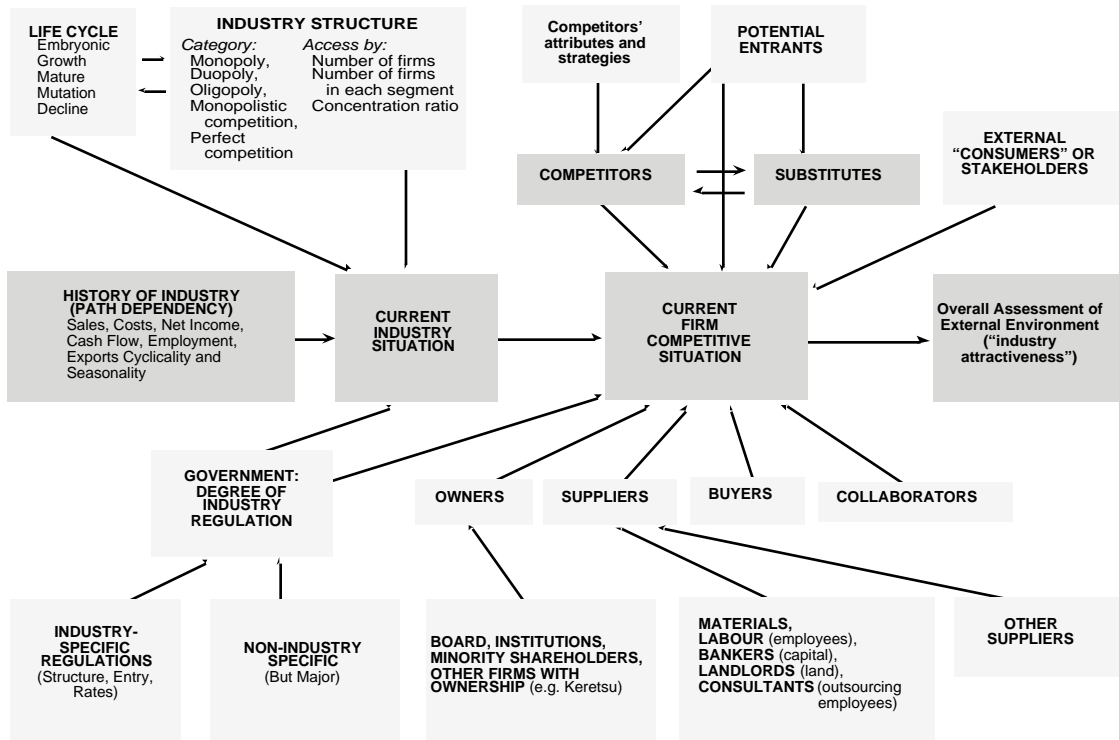 LIFE CYCLE
Embryonic
Growth
Mature
Mutation
Decline
INDUSTRY STRUCTURE
Category:
Monopoly,
Duopoly,
Oligopoly,
Monopolistic
competition,
Perfect
competition
Access by:
Number of firms
Number of firms
in each segment
Concentration ratio
Competitors’
attributes and
strategies
POTENTIAL
ENTRANTS
COMPETITORS
SUBSTITUTES
EXTERNAL
“CONSUMERS” OR
STAKEHOLDERS
HISTORY OF INDUSTRY
(PATH DEPENDENCY)
Sales, Costs, Net Income,
Cash Flow, Employment,
Exports Cyclicality and
Seasonality
CURRENT
INDUSTRY
SITUATION
CURRENT
FIRM
COMPETITIVE
SITUATION
Overall Assessment of
External Environment
(“industry
attractiveness”)
GOVERNMENT:
DEGREE OF
INDUSTRY
REGULATION
OWNERS
SUPPLIERS
BUYERS
COLLABORATORS
INDUSTRY-
SPECIFIC
REGULATIONS
(Structure, Entry,
Rates)
NON-INDUSTRY
SPECIFIC
(But Major)
BOARD, INSTITUTIONS,
MINORITY SHAREHOLDERS,
OTHER FIRMS WITH
OWNERSHIP (e.g. Keretsu)
MATERIALS,
LABOUR (employees),
BANKERS (capital),
LANDLORDS (land),
CONSULTANTS (outsourcing
employees)
OTHER
SUPPLIERS